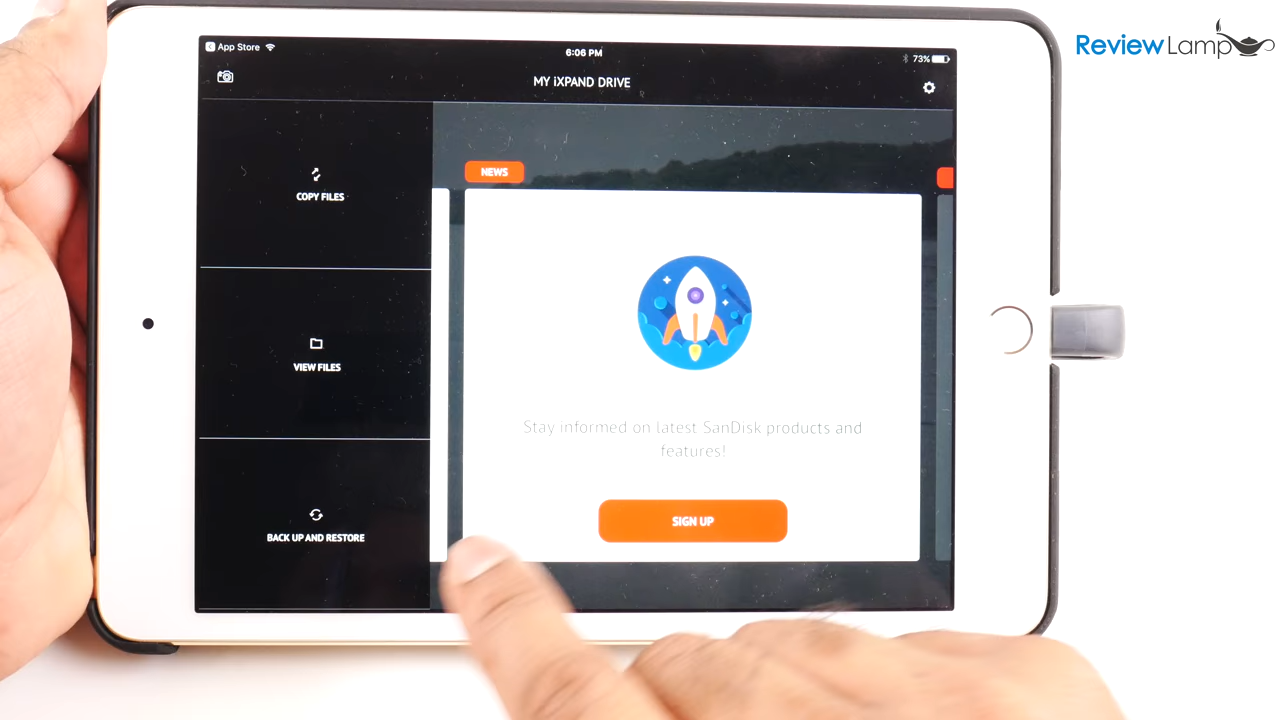 ReviewLamp
App Store
6:06 PM
73%
MY iXPAND DRIVE
COPY FILES
VIEW FILES
BACK UP AND RESTORE
NEWS
Stay informed on latest SanDisk products and
features!
SIGN UP